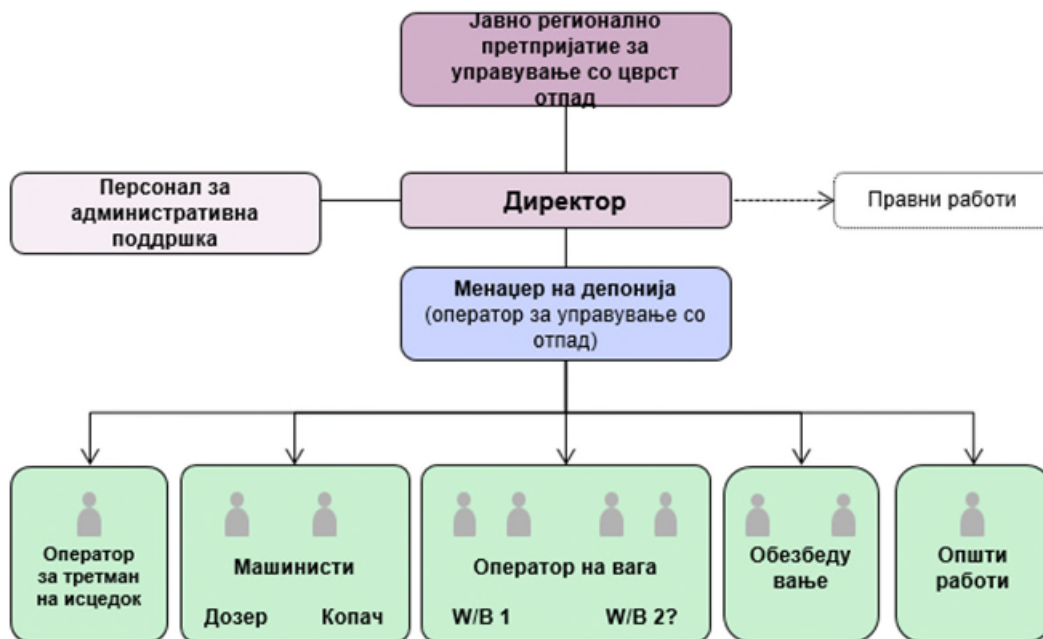 Јавно регионално
претпријатие за
управување со цврст
отпад
Персонал за
административна
поддршка
Директор
Правни работи
Менаџер на депонија
(оператор за управување со
отпад)
Оператор
за третман
на исцедок
Машинисти
Дозер Копач
Оператор на вага
W/B 1 W/B 2?
Обезбеду
вање
Општи
работи